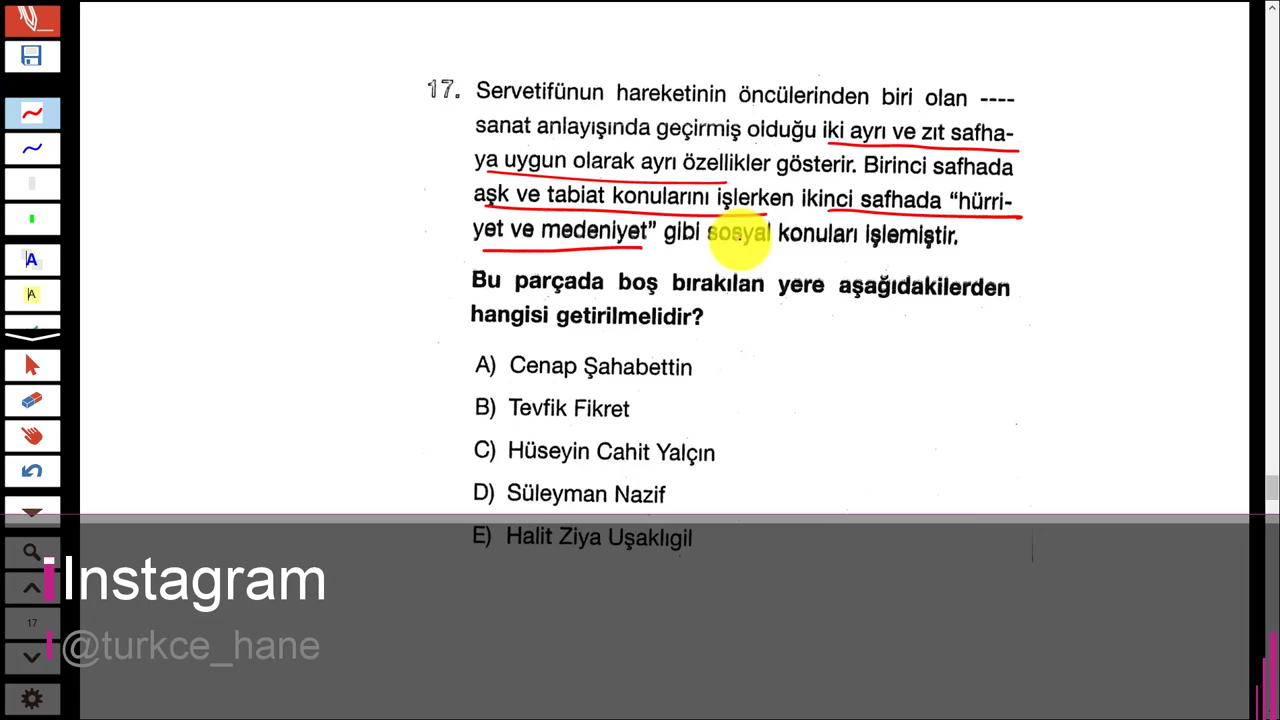 17. Servetifünun hareketinin öncülerinden biri olan ----
sanat anlayışında geçirmiş olduğu iki ayrı ve zıt safha-
ya uygun olarak ayrı özellikler gösterir. Birinci safhada
aşk ve tabiat konularını işlerken ikinci safhada “hürri-
yet ve medeniyet” gibi sosyal konuları işlemiştir.
Bu parçada boş bırakılan yere aşağıdakilerden
hangisi getirilmelidir?
A) Cenap Şahabettin
B) Tevfik Fikret
C) Hüseyin Cahit Yalçın
D) Süleyman Nazif
E) Halit Ziya Uşaklıgil
A
A
17
iInstagram
@turkce_hane